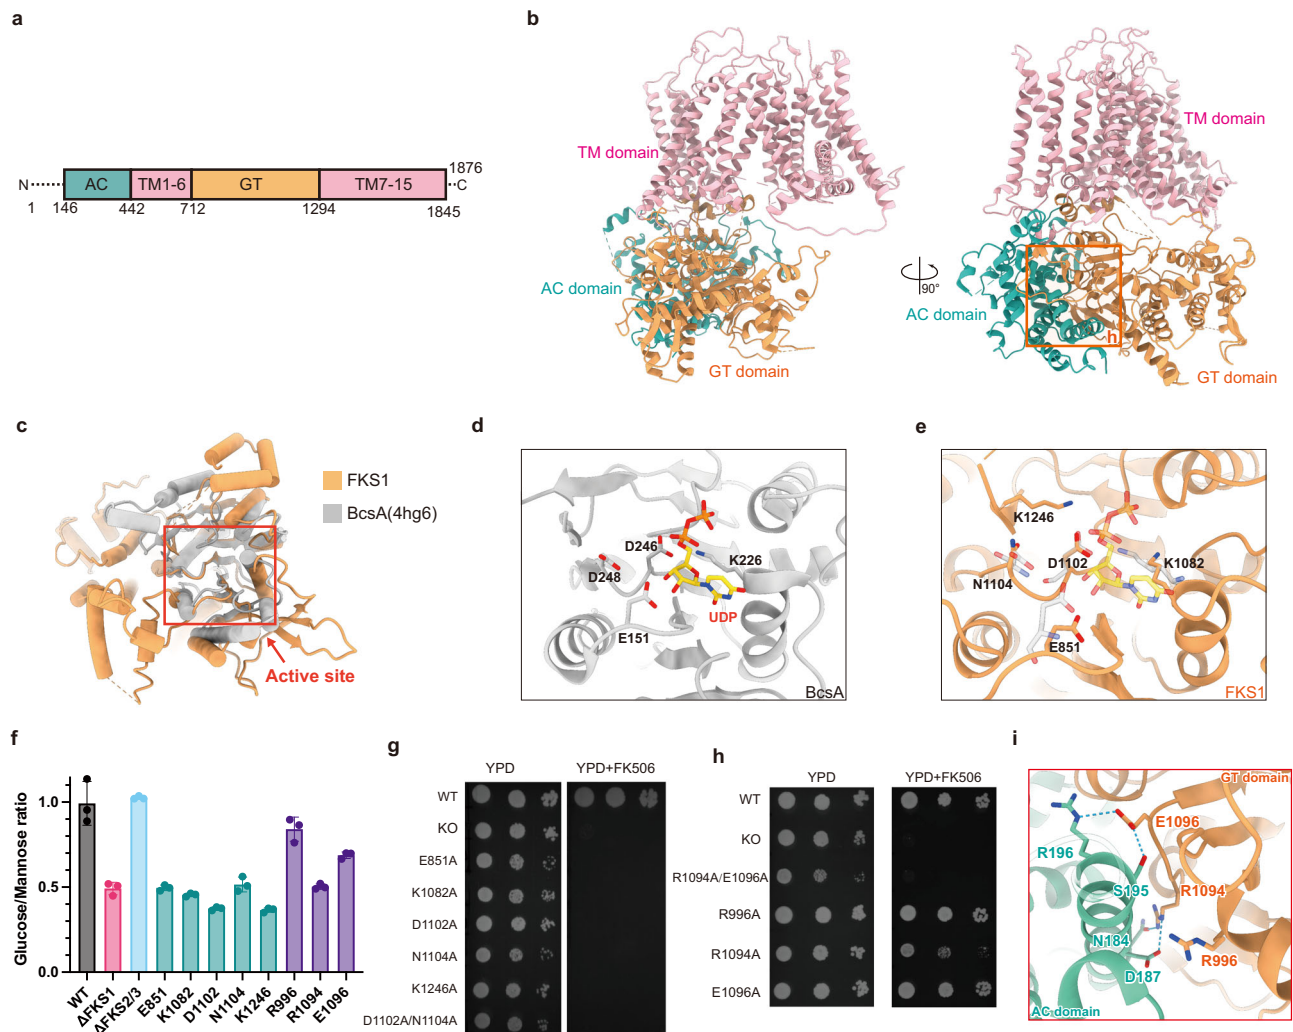 a
N
AC
TM1-6
GT
TM7-15
1876
C
1
146
442
712
1294
1845
b
TM domain
AC domain
GT domain
90°
TM domain
AC domain
h
GT domain
c
FKS1
BcsA(4hg6)
Active site
d
D246
K226
D248
UDP
E151
BcsA
e
K1246
D1102
K1082
N1104
E851
FKS1
f
Glucose/Mannose ratio
1.0
0.5
0.0
WT
ΔFKS1
ΔFKS2/3
E851
K1082
D1102
N1104
K1246
R996
R1094
E1096
g
YPD
YPD+FK506
WT
KO
E851A
K1082A
D1102A
N1104A
K1246A
D1102A/N1104A
h
YPD
YPD+FK506
WT
KO
R1094A/E1096A
R996A
R1094A
E1096A
i
GT domain
E1096
R196
S195
R1094
N184
R996
D187
AC domain